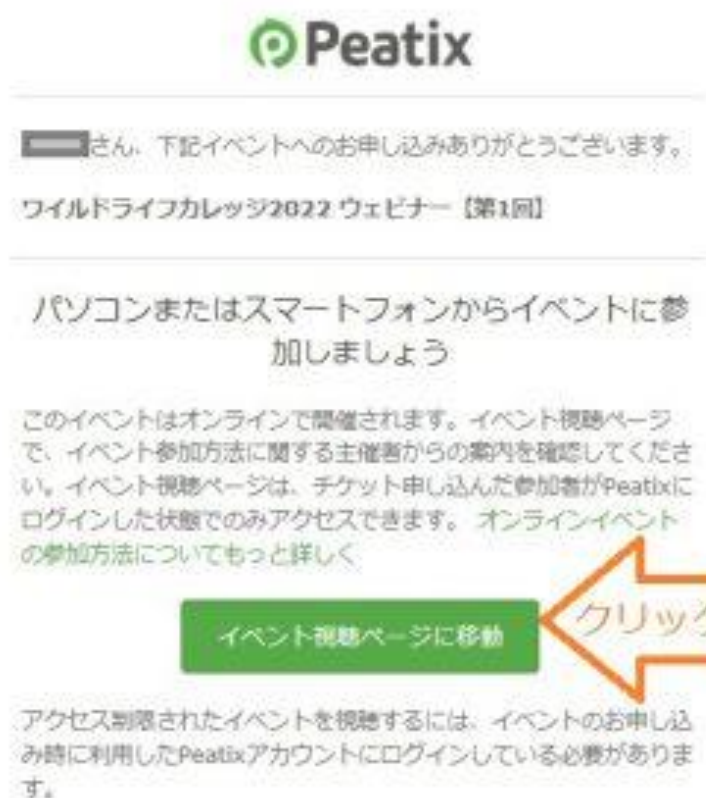 Peatix
さん、下記イベントへのお申し込みありがとうございます。
ワイルドライフカレッジ2022 ウェビナー【第1回】
パソコンまたはスマートフォンからイベントに参
加しましょう
このイベントはオンラインで開催されます。イベント視聴ページ
で、イベント参加方法に関する主催者からの案内を確認してくださ
い。イベント視聴ページは、チケット申し込んだ参加者がPeatixに
ログインした状態でのみアクセスできます。 オンラインイベント
の参加方法についてもっと詳しく
イベント視聴ページに移動
クリック
アクセス制限されたイベントを視聴するには、イベントのお申し込
み時に利用したPeatixアカウントにログインしている必要がありま
す。